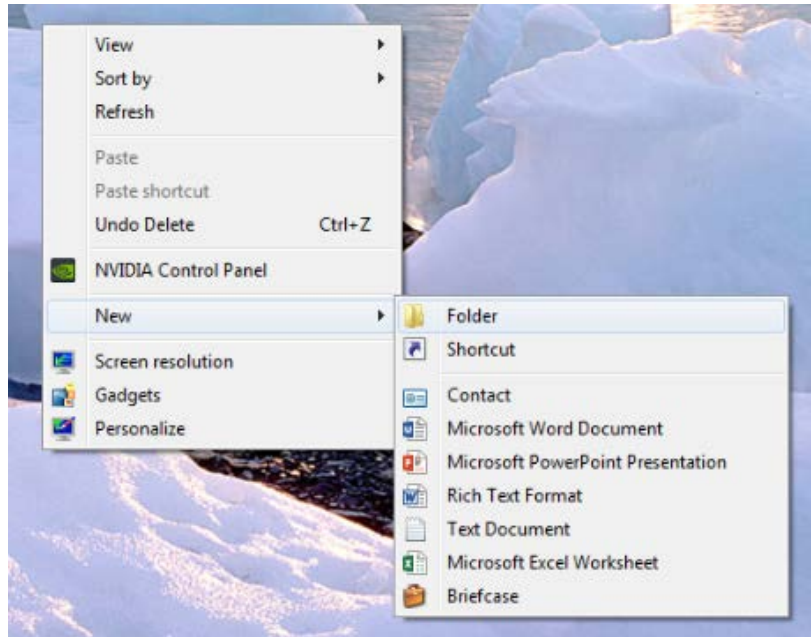 View
Sort by
Refresh
Paste
Paste shortcut
Undo Delete Ctrl+Z
NVIDIA Control Panel
New
Screen resolution
Gadgets
Personalize
Folder
Shortcut
Contact
Microsoft Word Document
Microsoft PowerPoint Presentation
Rich Text Format
Text Document
Microsoft Excel Worksheet
Briefcase